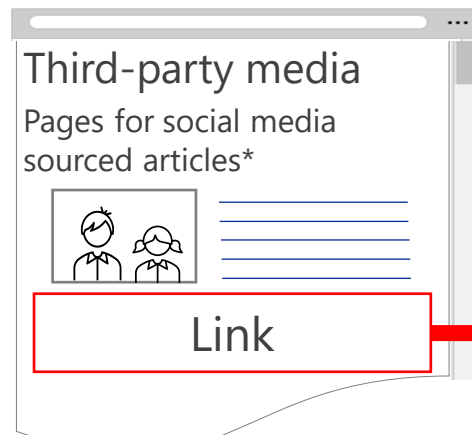 Third-party media
Pages for social media
sourced articles*
Link